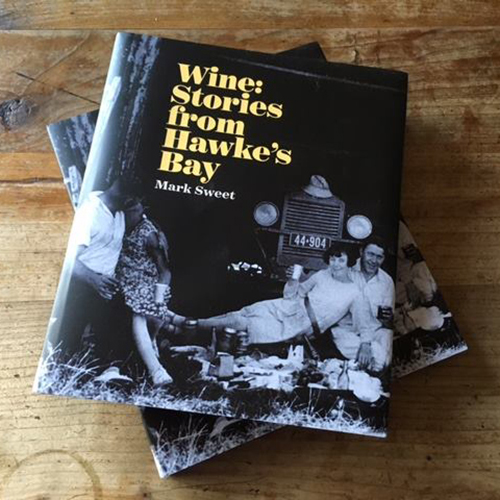 Wine:
Stories
from
Hawke's
Bay
Mark Sweet
44-904